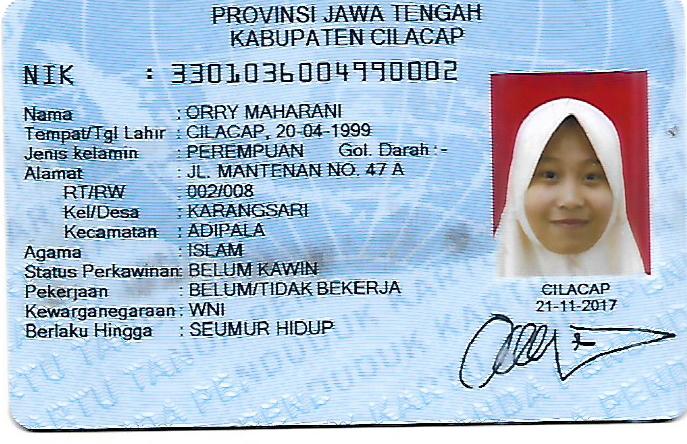 PROVINSI JAWA TENGAH
KABUPATEN CILACAP
NIK : 3301036004990002
Nama : ORRY MAHARANI
Tempat/Tgl Lahir : CILACAP, 20-04-1999
Jenis kelamin : PEREMPUAN Gol. Darah : -
Alamat : JL. MANTENAN NO. 47 A
RT/RW : 002/008
Kel/Desa : KARANGSARI
Kecamatan : ADIPALA
Agama : ISLAM
Status Perkawinan: BELUM KAWIN
Pekerjaan : BELUM/TIDAK BEKERJA
Kewarganegaraan : WNI
Berlaku Hingga : SEUMUR HIDUP
CILACAP
21-11-2017